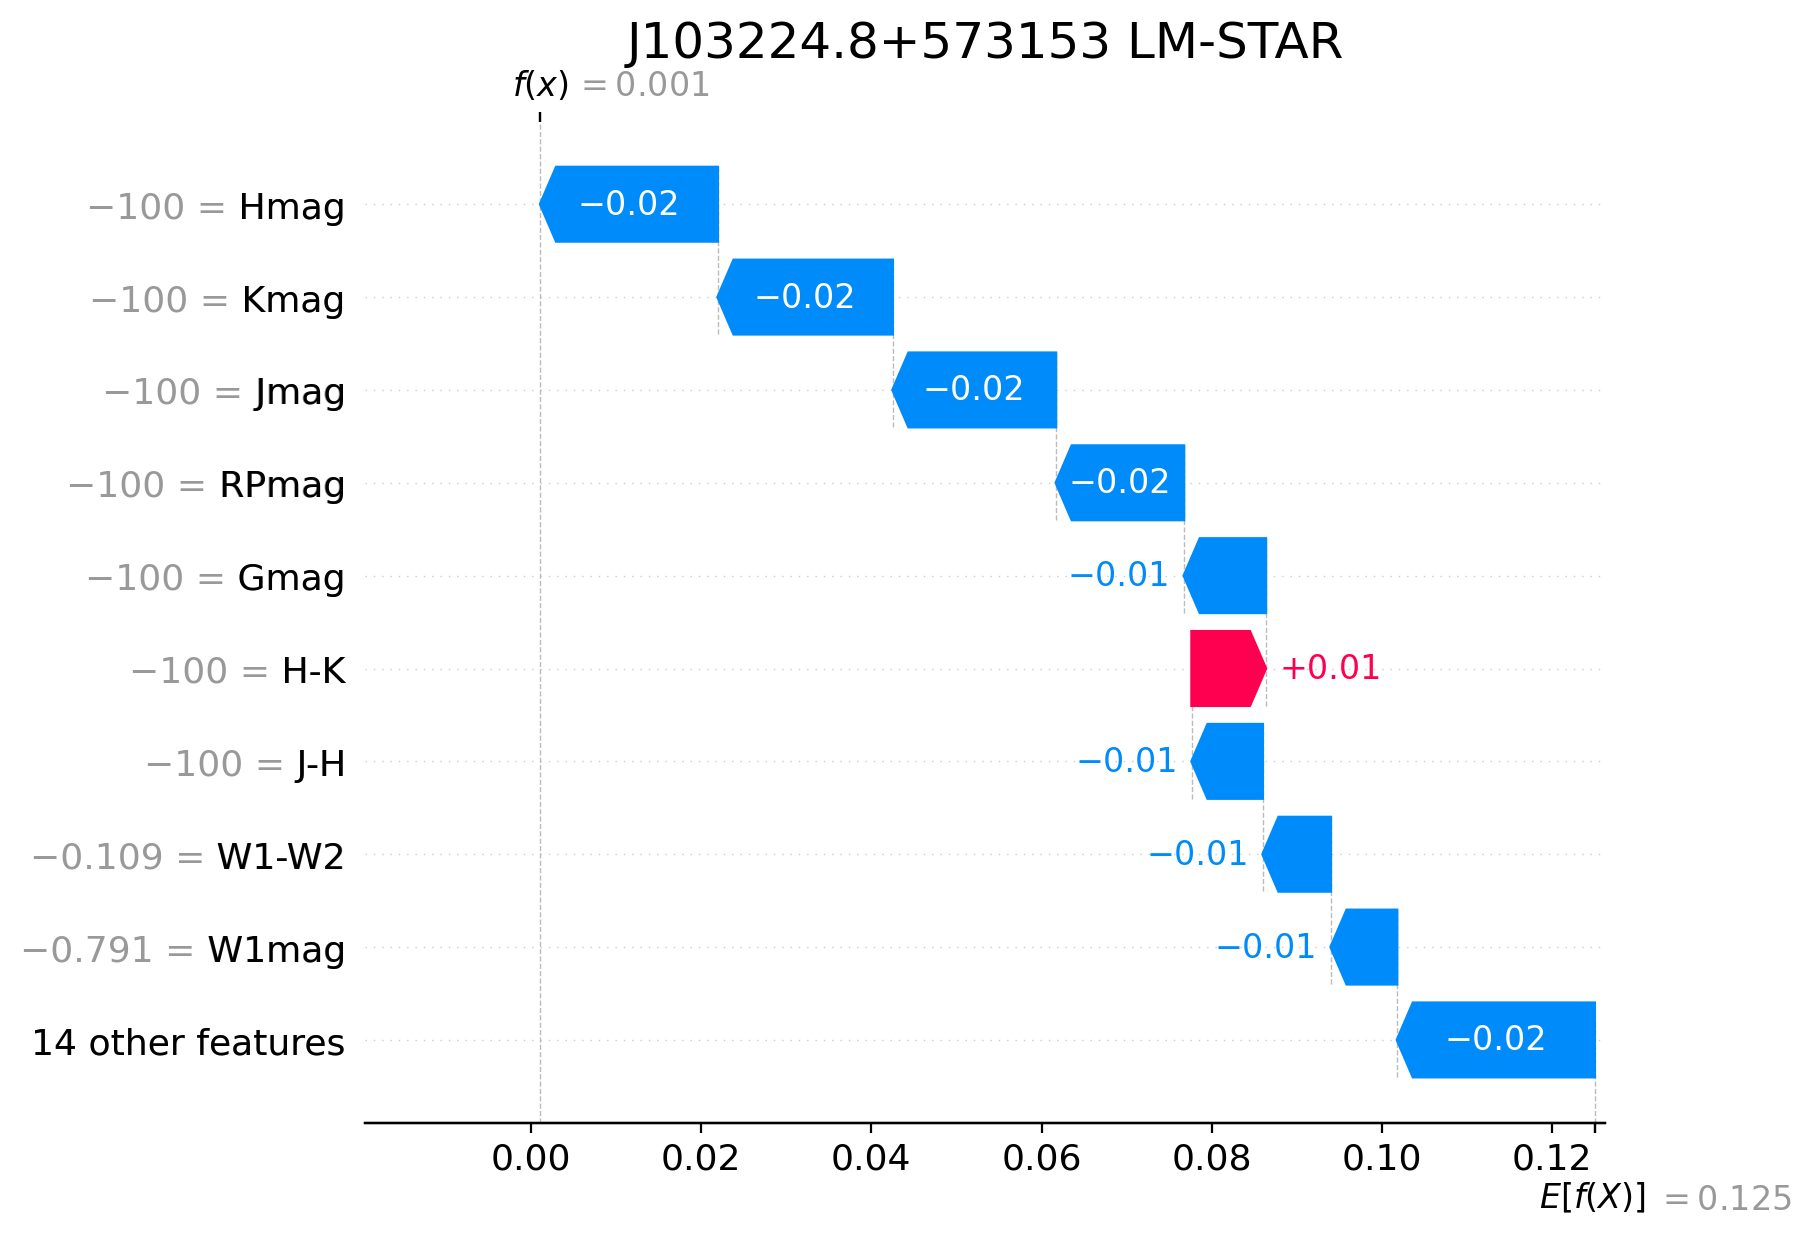 J103224.8+573153 LM-STAR
f(x) = 0.001
−100 = Hmag −0.02
−100 = Kmag −0.02
−100 = Jmag −0.02
−100 = RPmag −0.02
−100 = Gmag −0.01
−100 = H-K +0.01
−100 = J-H −0.01
−0.109 = W1-W2 −0.01
−0.791 = W1mag −0.01
14 other features −0.02
0.00 0.02 0.04 0.06 0.08 0.10 0.12
E[f(X)] = 0.125